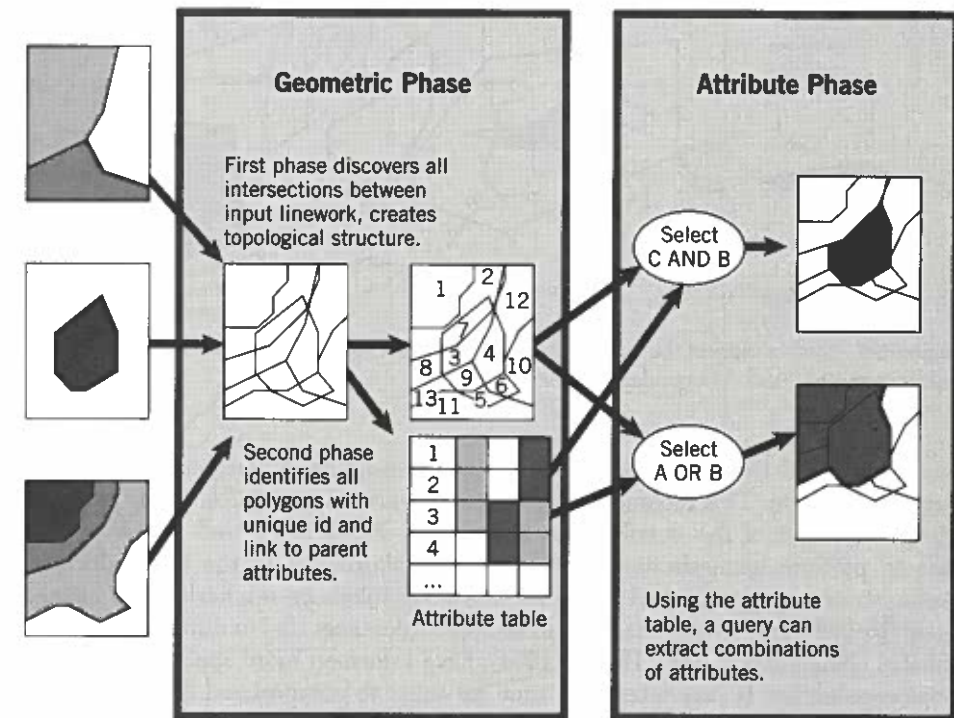 Geometric Phase
First phase discovers all
intersections between
input linework, creates
topological structure.
1
2
12
3
4
8
9
10
13
11
5
6
Second phase
identifies all
polygons with
unique id and
link to parent
attributes.
1
2
3
4
...
Attribute table
Attribute Phase
Select
C AND B
Select
A OR B
Using the attribute
table, a query can
extract combinations
of attributes.